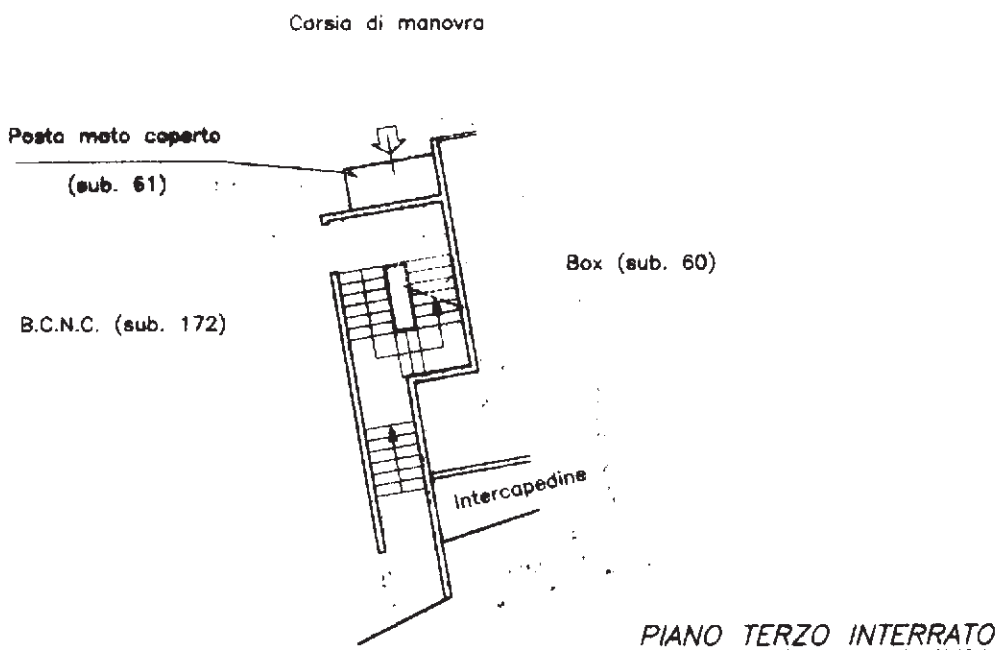 Corsia di manovra
Posto moto coperto
(sub. 61)
Box (sub. 60)
B.C.N.C. (sub. 172)
Intercapedine
PIANO TERZO INTERRATO